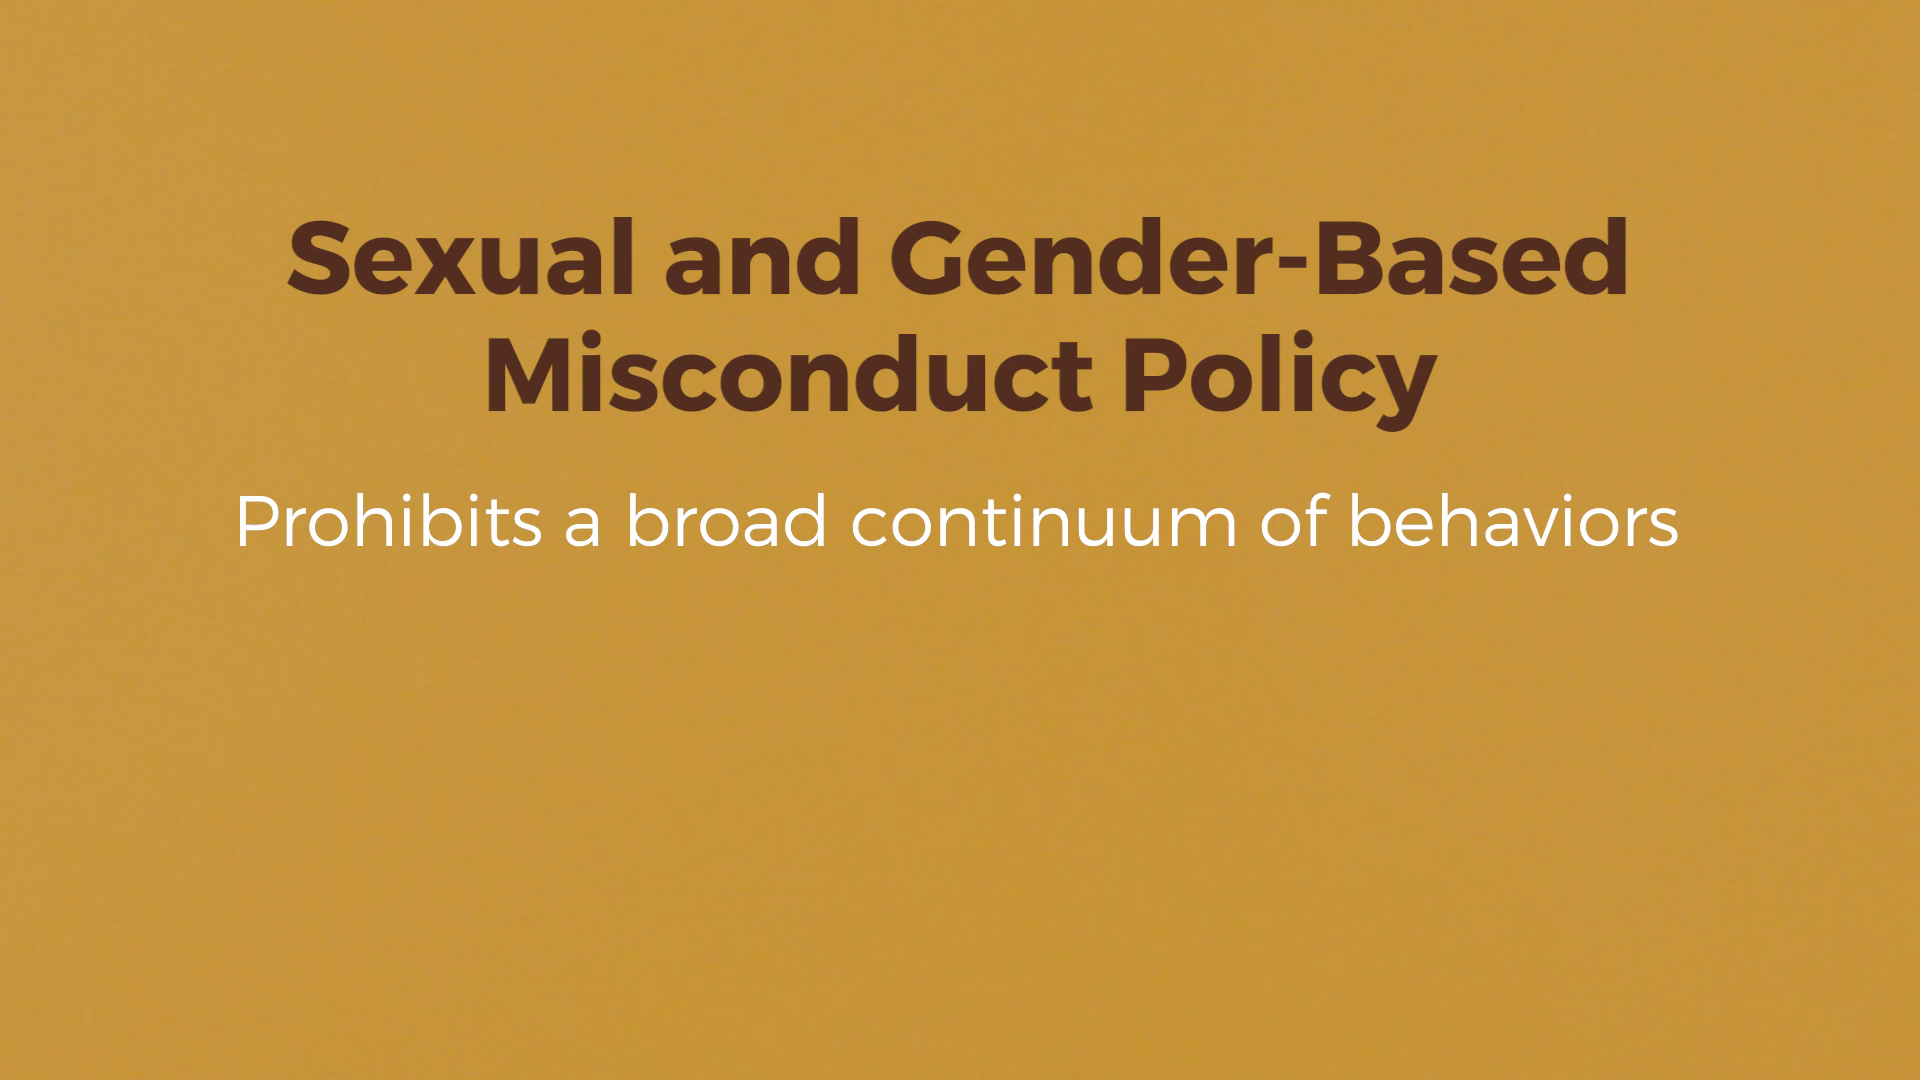 Sexual and Gender-Based
Misconduct Policy
Prohibits a broad continuum of behaviors